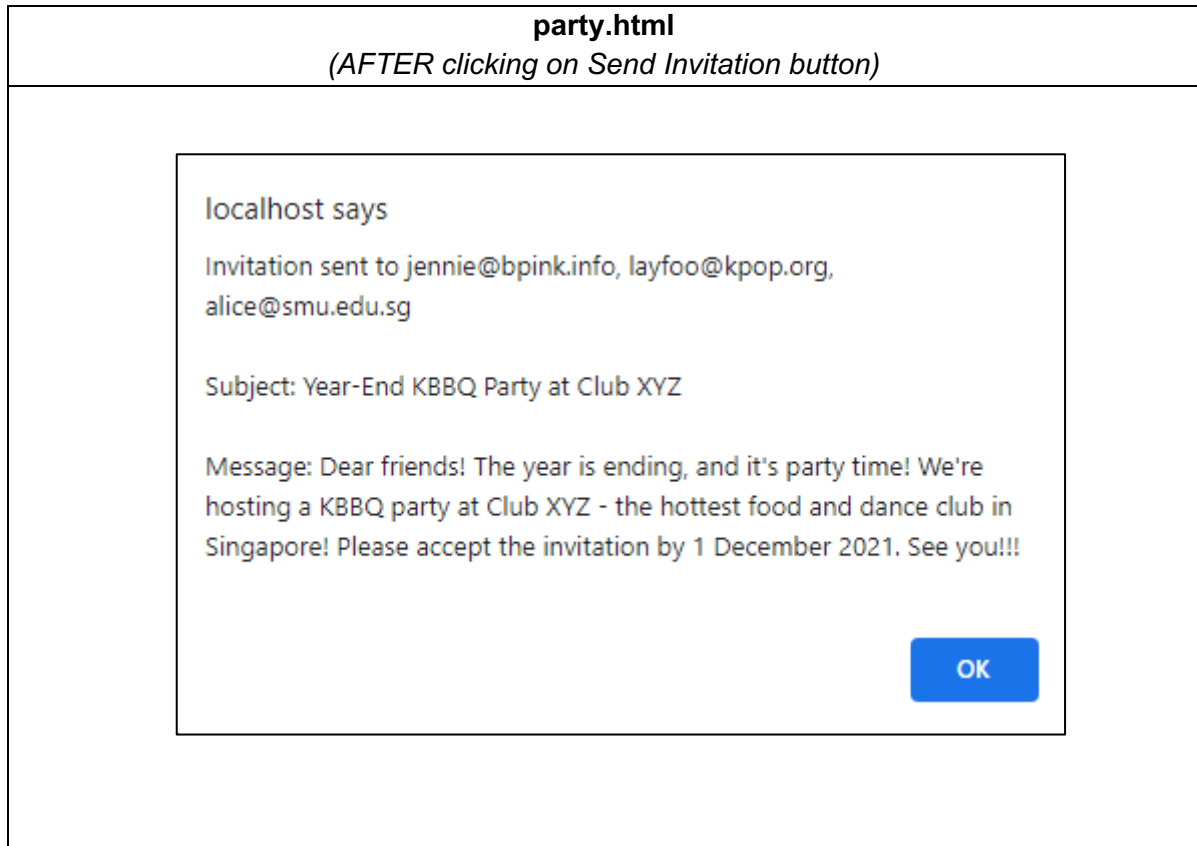 party.html
(AFTER clicking on Send Invitation button)
localhost says
Invitation sent to jennie@bpink.info, layfoo@kpop.org,
alice@smu.edu.sg
Subject: Year-End KBBQ Party at Club XYZ
Message: Dear friends! The year is ending, and it's party time! We're
hosting a KBBQ party at Club XYZ - the hottest food and dance club in
Singapore! Please accept the invitation by 1 December 2021. See you!!!
OK